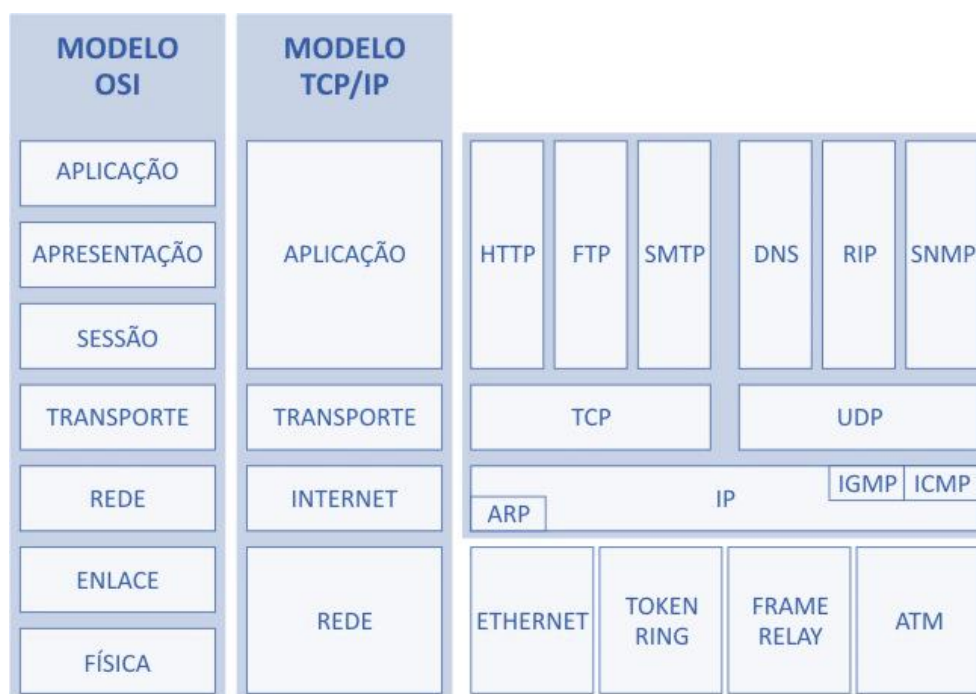 MODELO
OSI
MODELO
TCP/IP
APLICAÇÃO
APRESENTAÇÃO
SESSÃO
APLICAÇÃO
HTTP
FTP
SMTP
DNS
RIP
SNMP
TRANSPORTE
TRANSPORTE
TCP
UDP
REDE
INTERNET
IP
IGMP
ICMP
ARP
ENLACE
FÍSICA
REDE
ETHERNET
TOKEN
RING
FRAME
RELAY
ATM